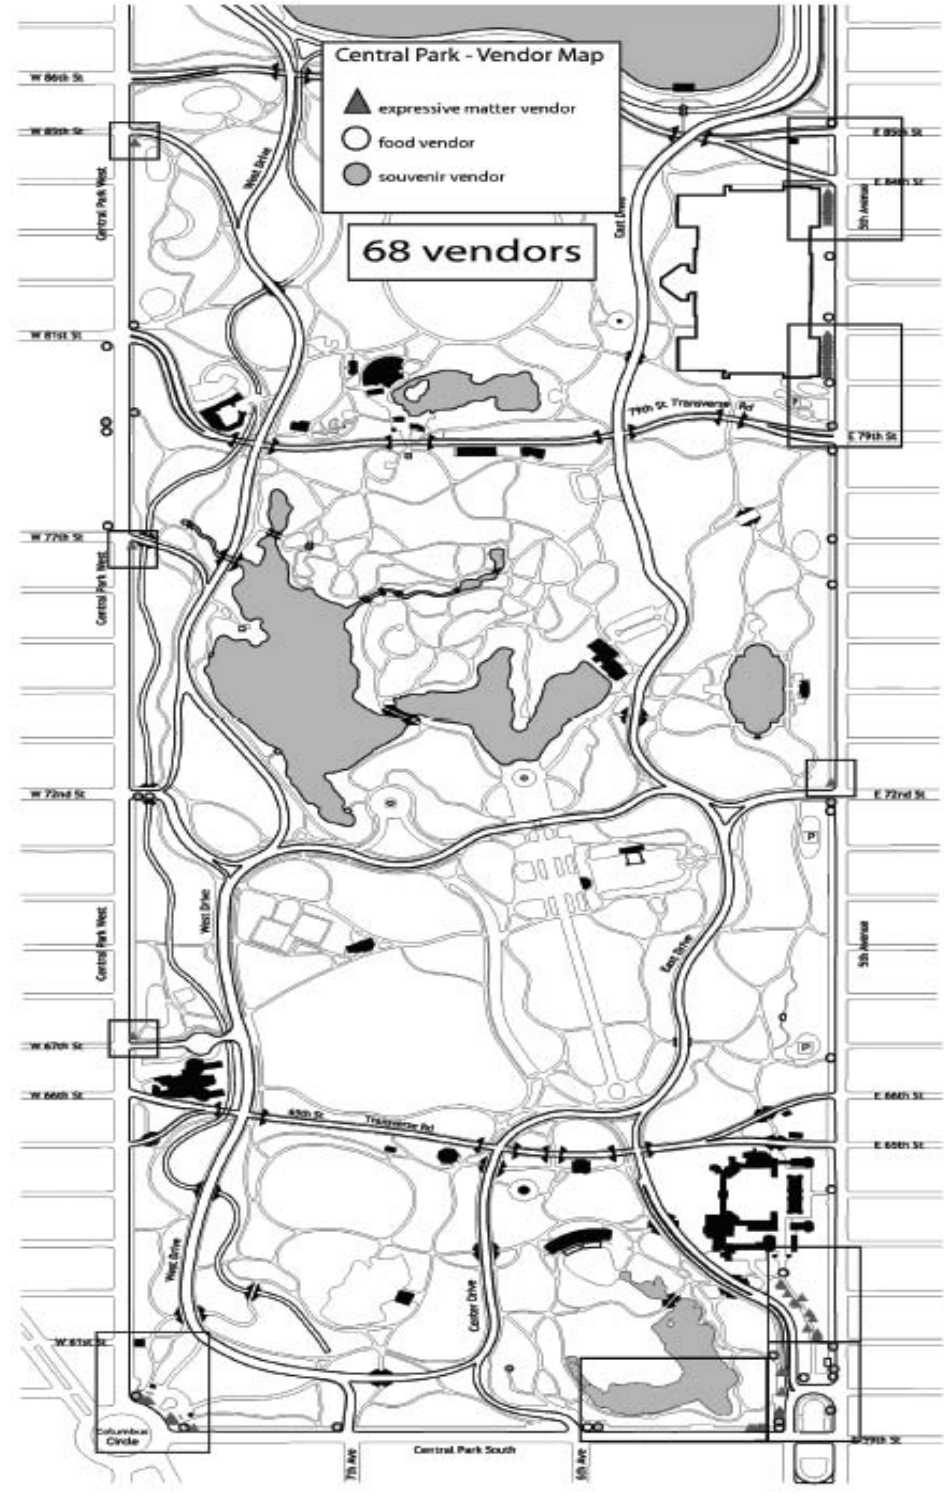 Central Park - Vendor Map
expressive matter vendor
food vendor
souvenir vendor
68 vendors
W 86th St
W 85th St
E 85th St
E 84th St
Central Park West
West Drive
East Drive
5th Avenue
W 81st St
79th St. Transverse Rd
E 79th St
P
W 77th St
Central Park West
W 72nd St
E 72nd St
P
West Drive
Central Park West
East Drive
5th Avenue
W 67th St
P
W 66th St
E 66th St
65th St. Transverse Rd
E 65th St
West Drive
Center Drive
W 61st St
Columbus
Circle
Central Park South
E 59th St
7th Ave
6th Ave